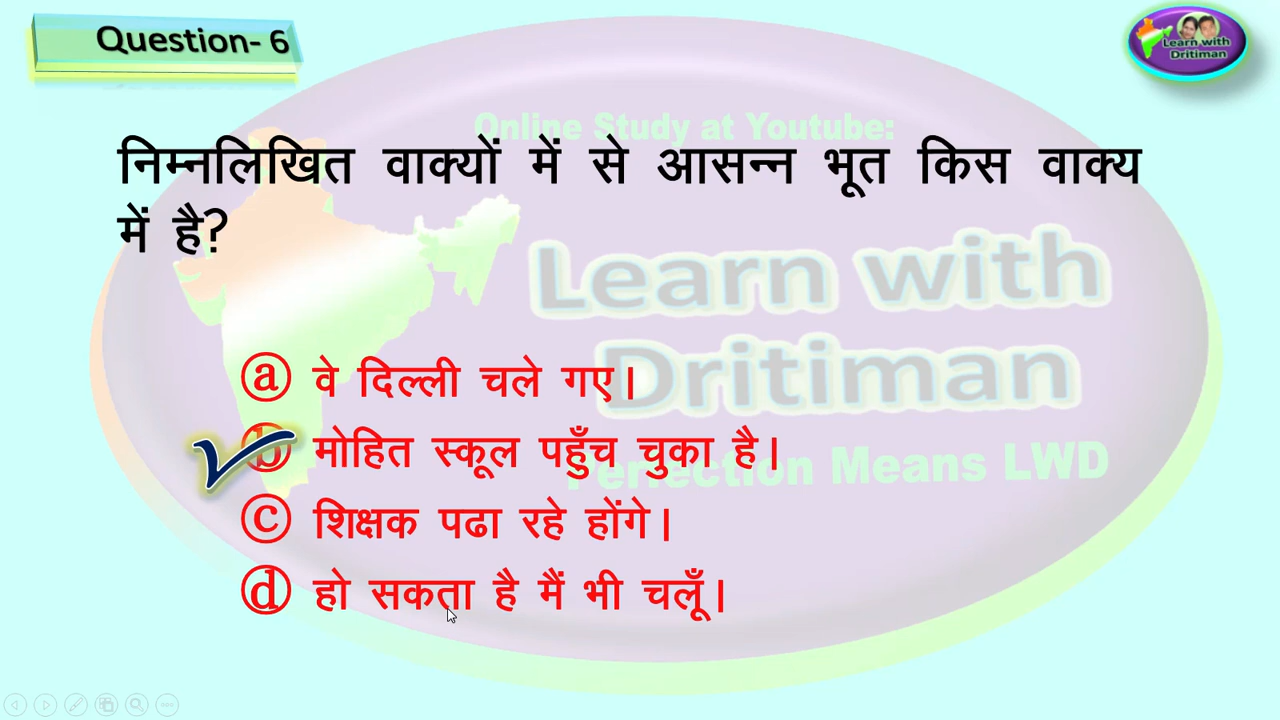 Question- 6
Learn with
Dritiman
Online Study at Youtube:
निम्नलिखित वाक्यों में से आसन्न भूत किस वाक्य
में है?
Learn with
Dritiman
Perfection Means LWD
ⓐ वे दिल्ली चले गए।
ⓑ मोहित स्कूल पहुँच चुका है।
ⓒ शिक्षक पढा रहे होंगे।
ⓓ हो सकता है मैं भी चलूँ।